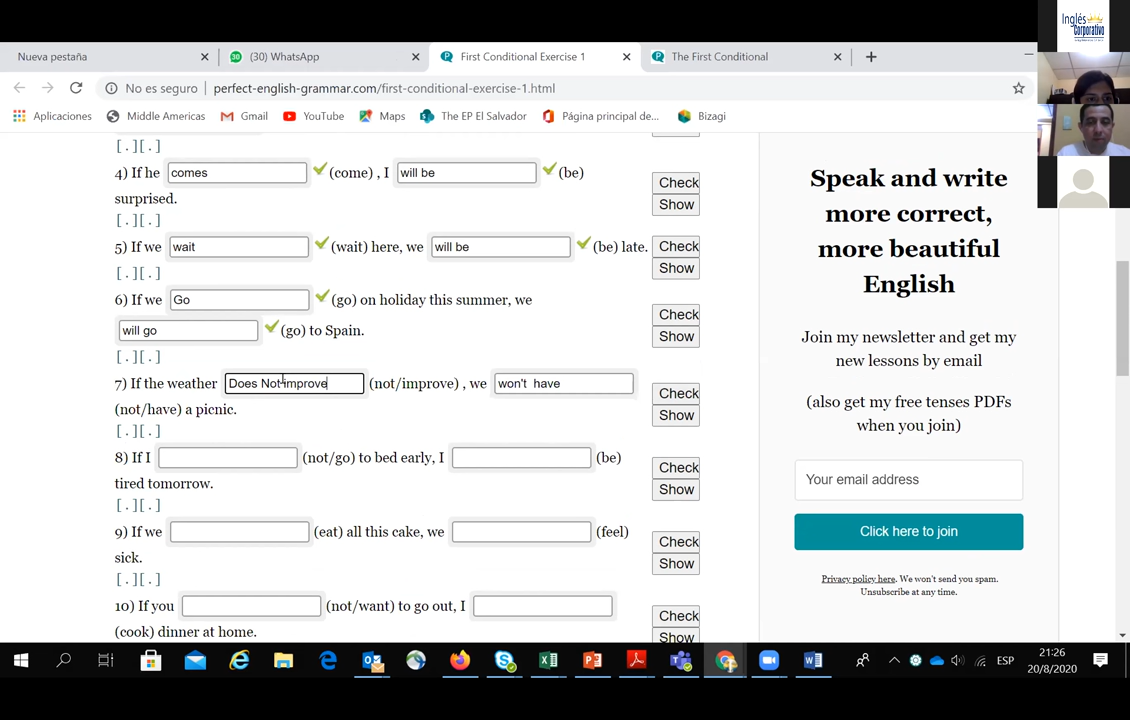 Inglés
Corporativo
Nueva pestaña
30
(30) WhatsApp
First Conditional Exercise 1
The First Conditional
No es seguro
perfect-english-grammar.com/first-conditional-exercise-1.html
Aplicaciones
Middle Americas
Gmail
YouTube
Maps
The EP El Salvador
Página principal de...
Bizagi
[ . ][ . ]
4) If he comes (come) , I will be (be)
surprised.
Check
Show
[ . ][ . ]
5) If we wait (wait) here, we will be (be) late.
Check
Show
[ . ][ . ]
6) If we Go (go) on holiday this summer, we
will go (go) to Spain.
Check
Show
[ . ][ . ]
7) If the weather Does Not improve (not/improve) , we won't have
(not/have) a picnic.
Check
Show
[ . ][ . ]
8) If I (not/go) to bed early, I (be)
tired tomorrow.
Check
Show
[ . ][ . ]
9) If we (eat) all this cake, we (feel)
sick.
Check
Show
[ . ][ . ]
10) If you (not/want) to go out, I
(cook) dinner at home.
Check
Show
Speak and write
more correct,
more beautiful
English
Join my newsletter and get my
new lessons by email
(also get my free tenses PDFs
when you join)
Your email address
Click here to join
Privacy policy here. We won't send you spam.
Unsubscribe at any time.
ESP
21:26
20/8/2020